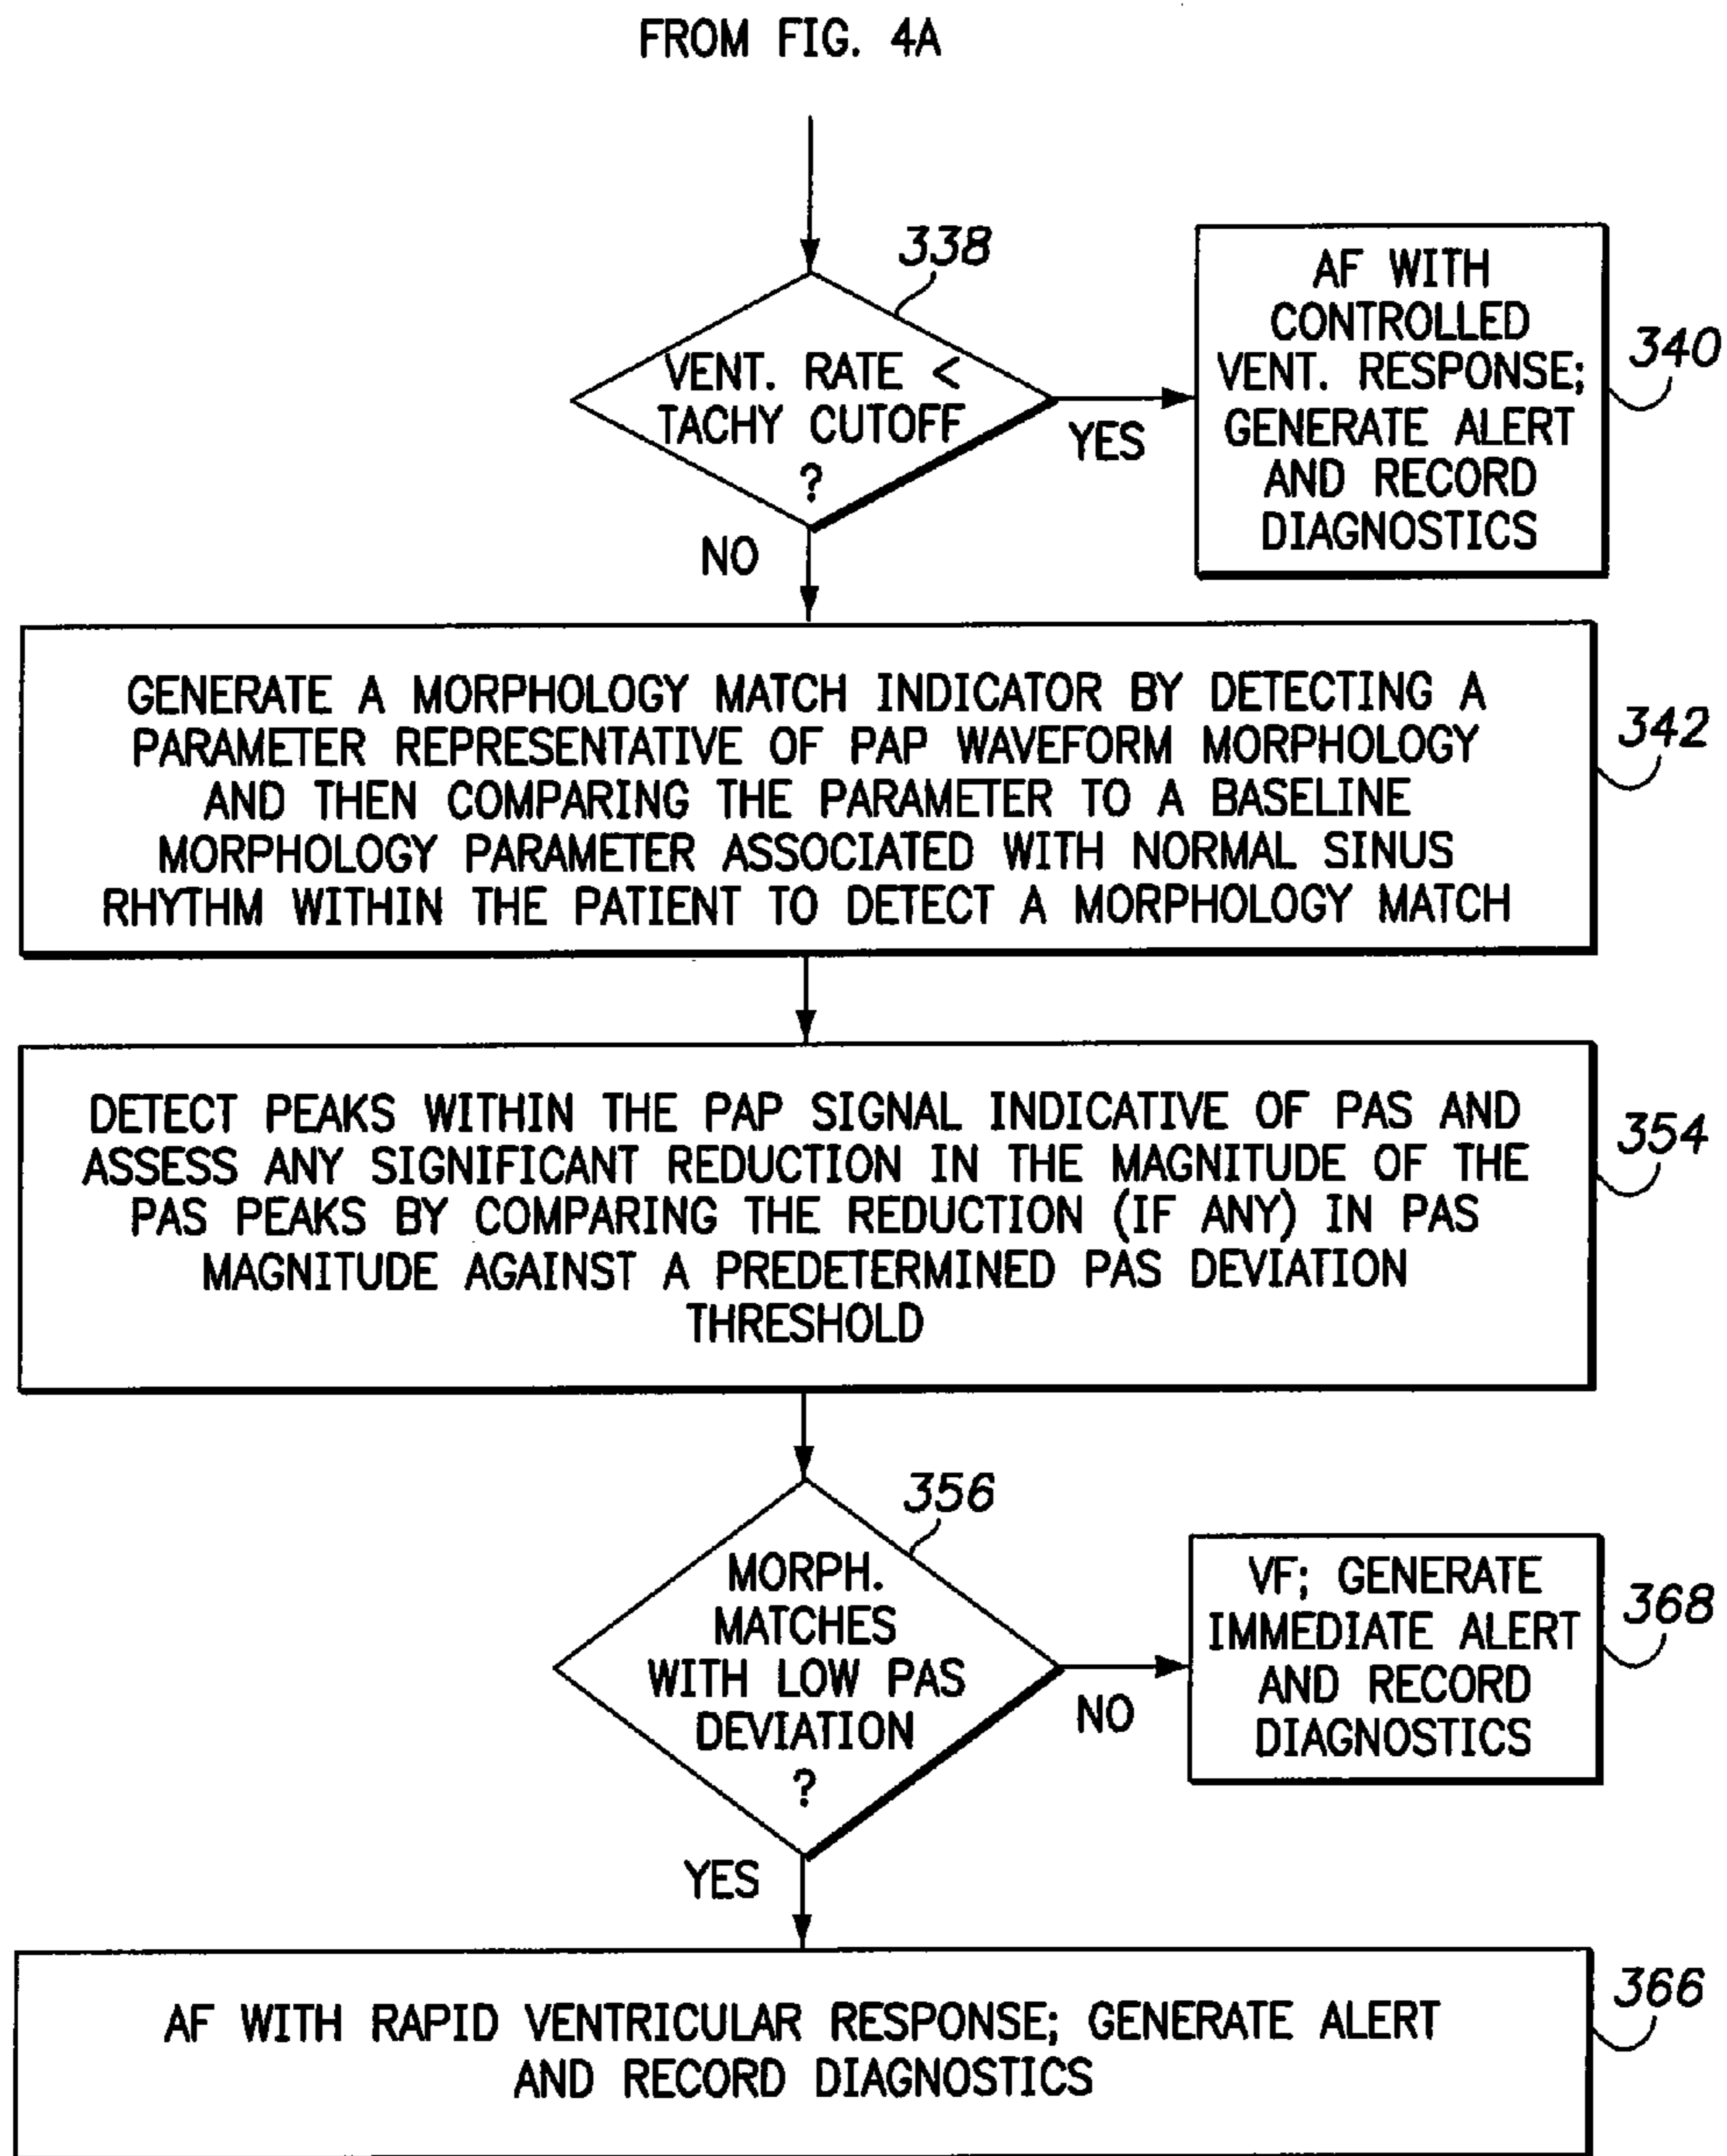 FROM FIG. 4A
338
VENT. RATE <
TACHY CUTOFF
?
YES
NO
AF WITH
CONTROLLED
VENT. RESPONSE;
GENERATE ALERT
AND RECORD
DIAGNOSTICS
340
GENERATE A MORPHOLOGY MATCH INDICATOR BY DETECTING A
PARAMETER REPRESENTATIVE OF PAP WAVEFORM MORPHOLOGY
AND THEN COMPARING THE PARAMETER TO A BASELINE
MORPHOLOGY PARAMETER ASSOCIATED WITH NORMAL SINUS
RHYTHM WITHIN THE PATIENT TO DETECT A MORPHOLOGY MATCH
342
DETECT PEAKS WITHIN THE PAP SIGNAL INDICATIVE OF PAS AND
ASSESS ANY SIGNIFICANT REDUCTION IN THE MAGNITUDE OF THE
PAS PEAKS BY COMPARING THE REDUCTION (IF ANY) IN PAS
MAGNITUDE AGAINST A PREDETERMINED PAS DEVIATION
THRESHOLD
354
356
MORPH.
MATCHES
WITH LOW PAS
DEVIATION
?
NO
YES
VF; GENERATE
IMMEDIATE ALERT
AND RECORD
DIAGNOSTICS
368
AF WITH RAPID VENTRICULAR RESPONSE; GENERATE ALERT
AND RECORD DIAGNOSTICS
366